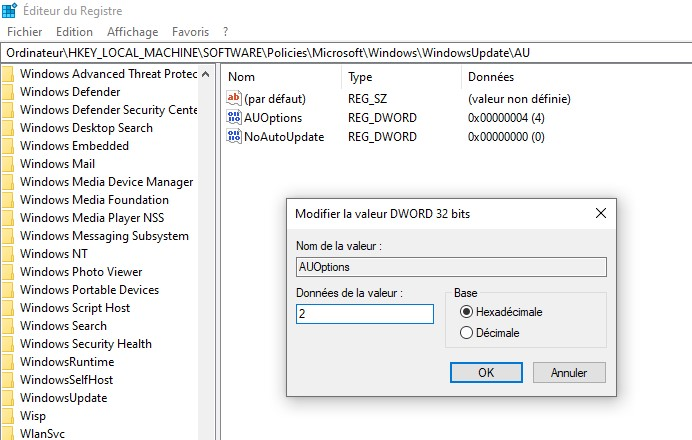 Éditeur du Registre
Fichier Edition Affichage Favoris ?
Ordinateur\HKEY_LOCAL_MACHINE\SOFTWARE\Policies\Microsoft\Windows\WindowsUpdate\AU
Windows Advanced Threat Protec
Windows Defender
Windows Defender Security Cente
Windows Desktop Search
Windows Embedded
Windows Mail
Windows Media Device Manager
Windows Media Foundation
Windows Media Player NSS
Windows Messaging Subsystem
Windows NT
Windows Photo Viewer
Windows Portable Devices
Windows Script Host
Windows Search
Windows Security Health
WindowsRuntime
WindowsSelfHost
WindowsUpdate
Wisp
WlanSvc
Nom Type Données
ab (par défaut) REG_SZ (valeur non définie)
AUOptions REG_DWORD 0x00000004 (4)
NoAutoUpdate REG_DWORD 0x00000000 (0)
Modifier la valeur DWORD 32 bits
Nom de la valeur :
AUOptions
Données de la valeur :
2
Base
Hexadécimale
Décimale
OK Annuler